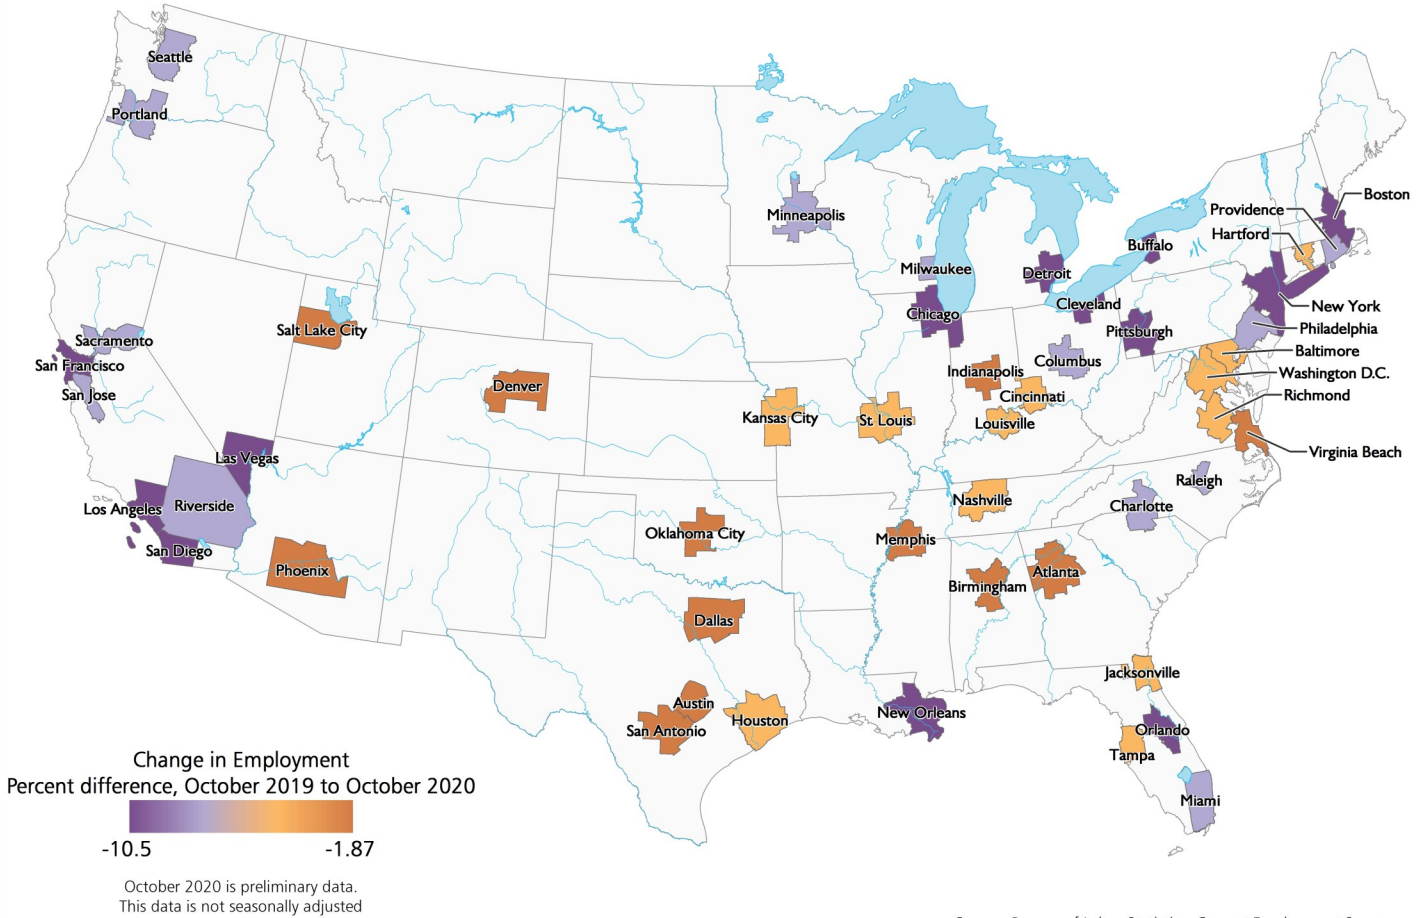 Seattle
Portland
Minneapolis
Boston
Providence
Hartford
Buffalo
Milwaukee
Detroit
Cleveland
New York
Chicago
Pittsburgh
Philadelphia
Salt Lake City
Sacramento
Baltimore
San Francisco
Columbus
Indianapolis
Washington D.C.
Denver
San Jose
Cincinnati
Richmond
Kansas City
St Louis
Louisville
Virginia Beach
Las Vegas
Raleigh
Nashville
Los Angeles
Riverside
Charlotte
Oklahoma City
Memphis
San Diego
Phoenix
Atlanta
Birmingham
Dallas
Jacksonville
Austin
New Orleans
Houston
San Antonio
Orlando
Tampa
Miami
Change in Employment
Percent difference, October 2019 to October 2020
-10.5 -1.87
October 2020 is preliminary data.
This data is not seasonally adjusted